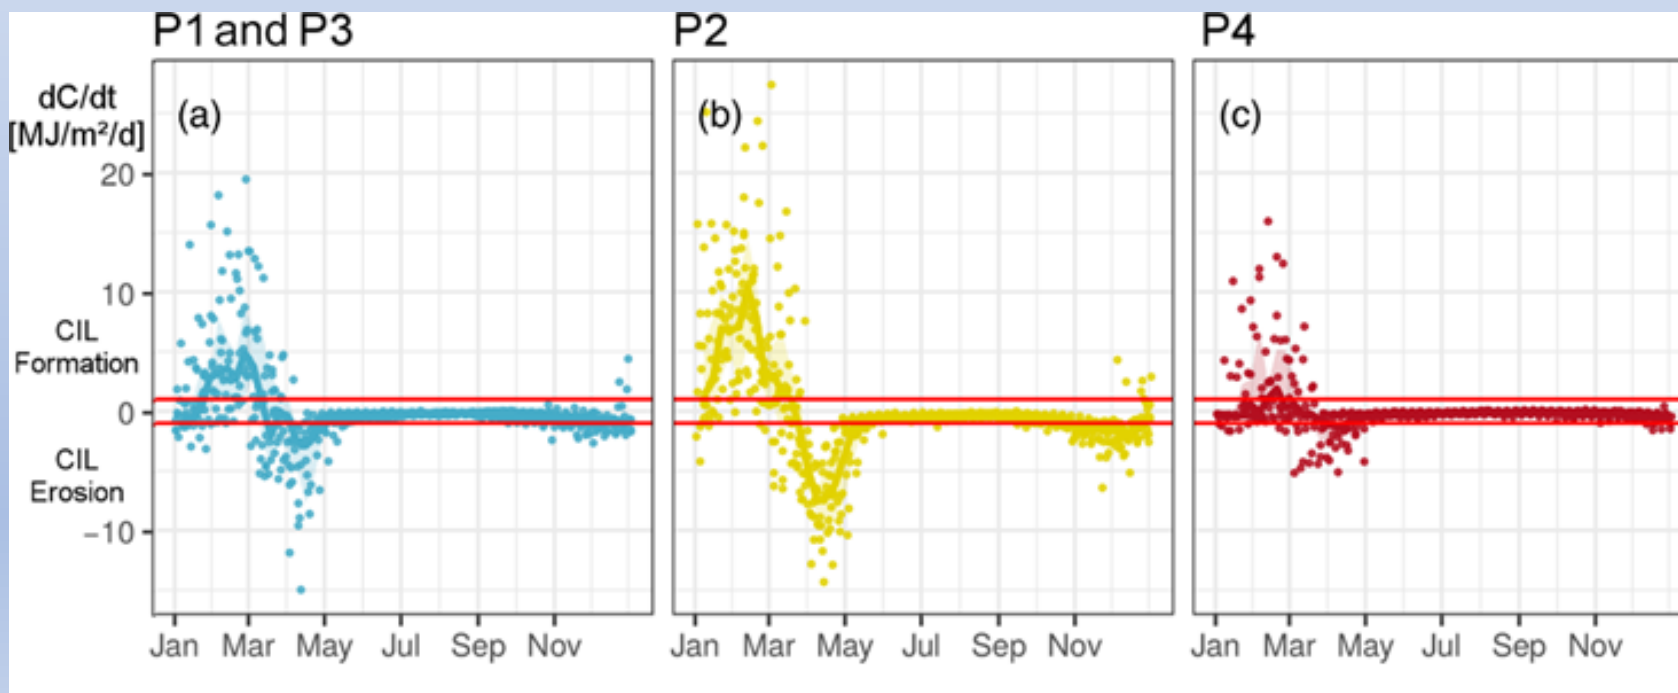 P1 and P3
P2
P4
dC/dt
[MJ/m²/d]
(a)
(b)
(c)
20
10
CIL
Formation
0
CIL
Erosion
−10
Jan Mar May Jul Sep Nov
Jan Mar May Jul Sep Nov
Jan Mar May Jul Sep Nov